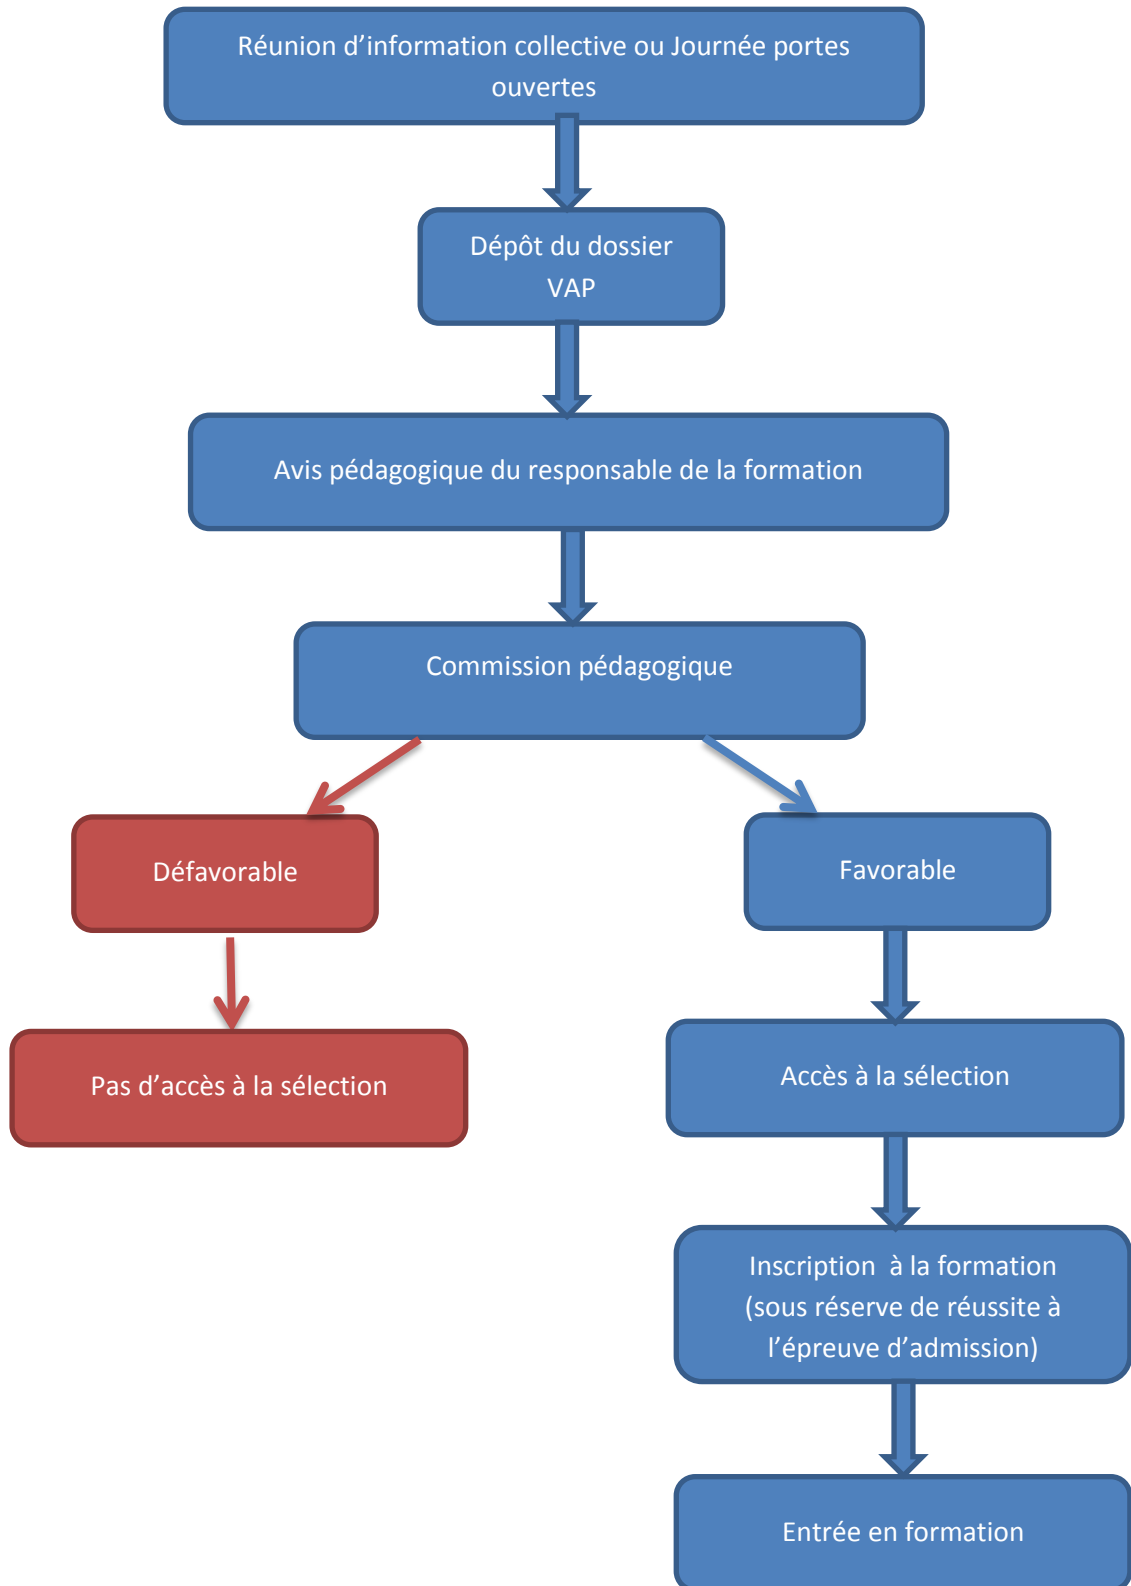 Réunion d’information collective ou Journée portes
ouvertes
Dépôt du dossier
VAP
Avis pédagogique du responsable de la formation
Commission pédagogique
Défavorable
Favorable
Pas d’accès à la sélection
Accès à la sélection
Inscription à la formation
(sous réserve de réussite à
l’épreuve d’admission)
Entrée en formation